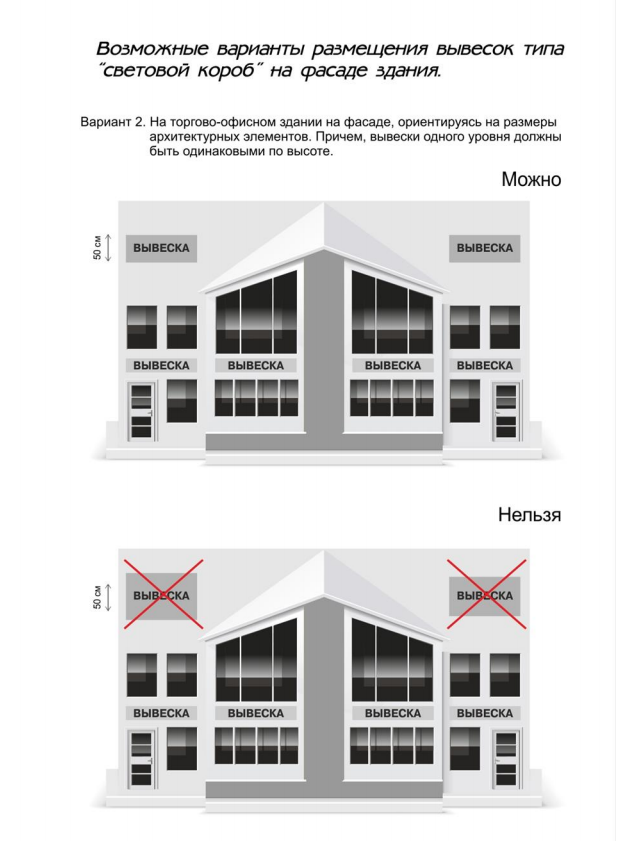 Возможные варианты размещения вывесок типа
"световой короб" на фасаде здания.
Вариант 2. На торгово-офисном здании на фасаде, ориентируясь на размеры
архитектурных элементов. Причем, вывески одного уровня должны
быть одинаковыми по высоте.
Можно
50 см
ВЫВЕСКА ВЫВЕСКА
ВЫВЕСКА ВЫВЕСКА ВЫВЕСКА ВЫВЕСКА
Нельзя
50 см
ВЫВЕСКА ВЫВЕСКА
ВЫВЕСКА ВЫВЕСКА ВЫВЕСКА ВЫВЕСКА